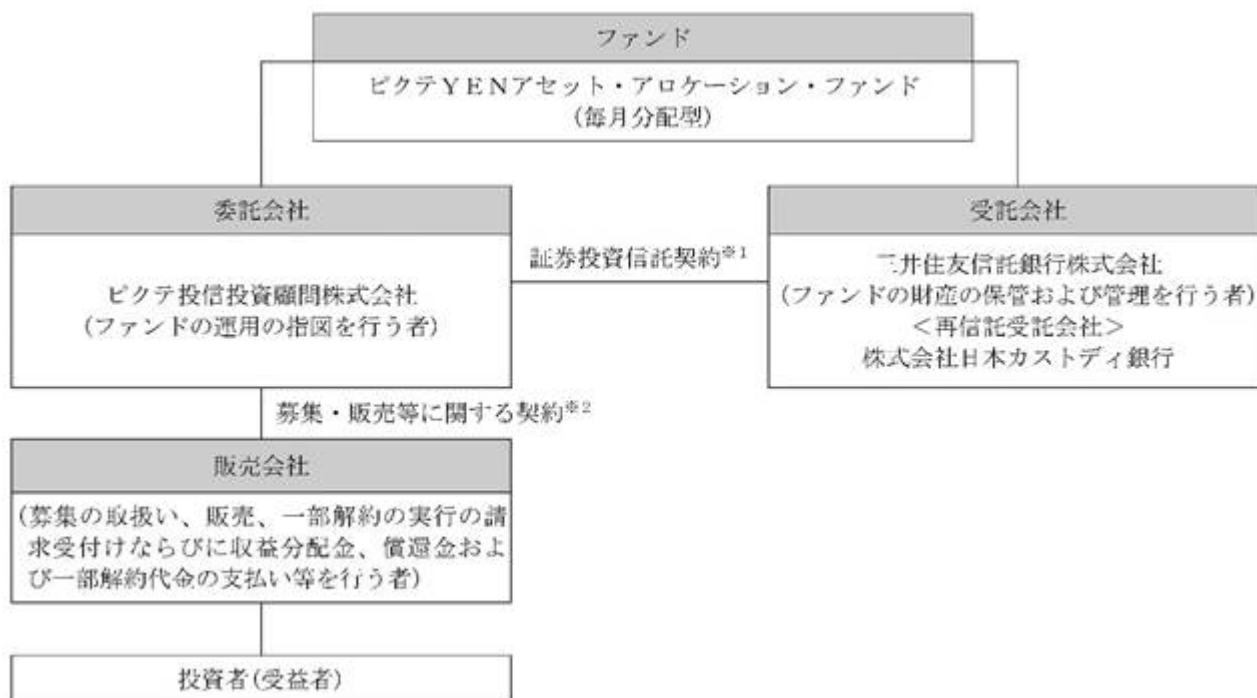 ファンド
ピクテYENアセット・アロケーション・ファンド
(毎月分配型)
委託会社
ピクテ投信投資顧問株式会社
(ファンドの運用の指図を行う者)
証券投資信託契約※1
受託会社
三井住友信託銀行株式会社
(ファンドの財産の保管および管理を行う者)
<再信託受託会社>
株式会社日本カストディ銀行
募集・販売等に関する契約※2
販売会社
(募集の取扱い、販売、一部解約の実行の請
求受付けならびに収益分配金、償還金およ
び一部解約代金の支払い等を行う者)
投資者(受益者)